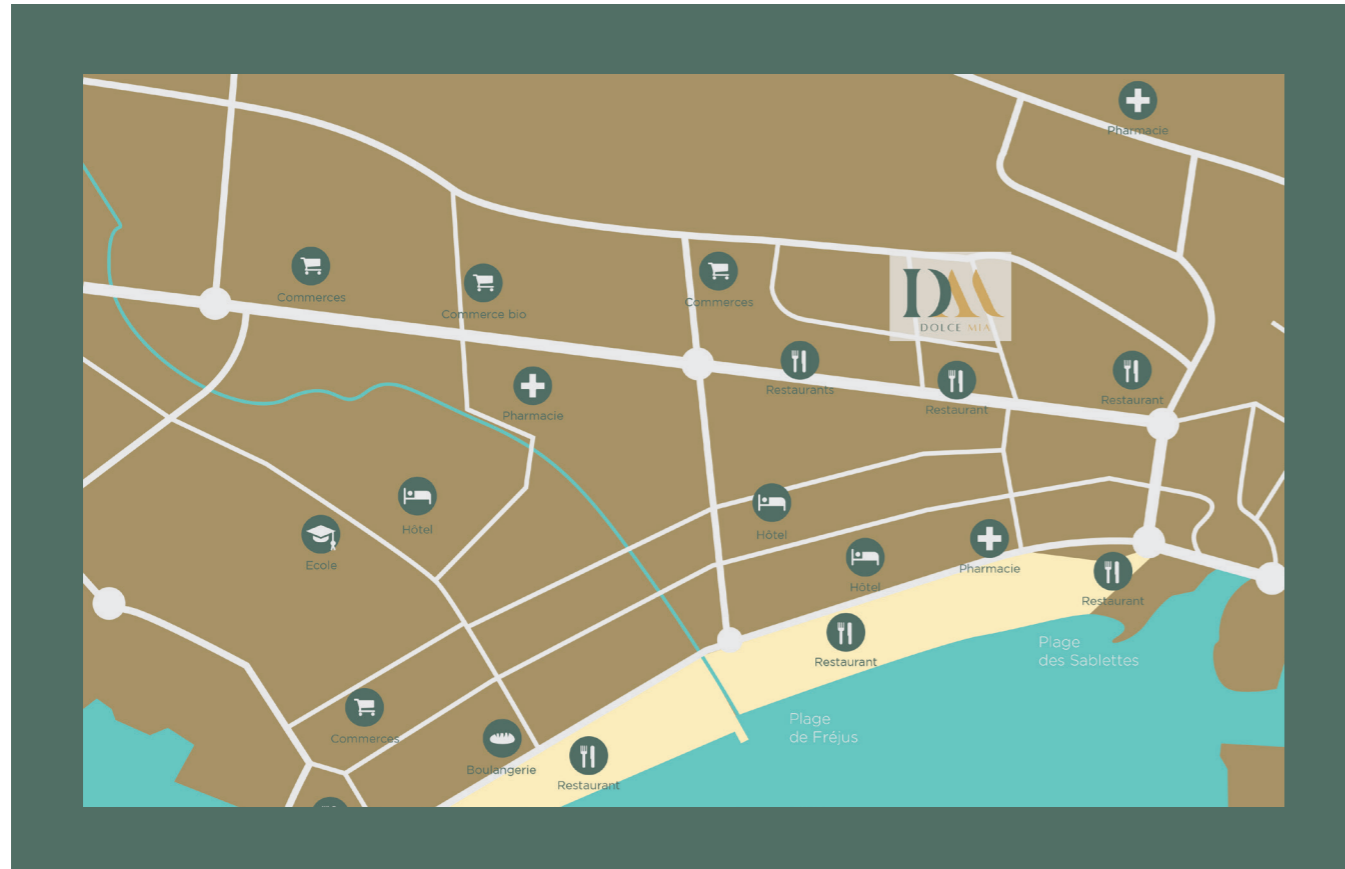 Pharmacie
Commerces
Commerce bio
Commerces
DM
DOLCE MIA
Restaurants
Restaurant
Restaurant
Pharmacie
Hôtel
Ecole
Hôtel
Hôtel
Pharmacie
Restaurant
Restaurant
Plage
des Sablettes
Plage
de Fréjus
Commerces
Boulangerie
Restaurant